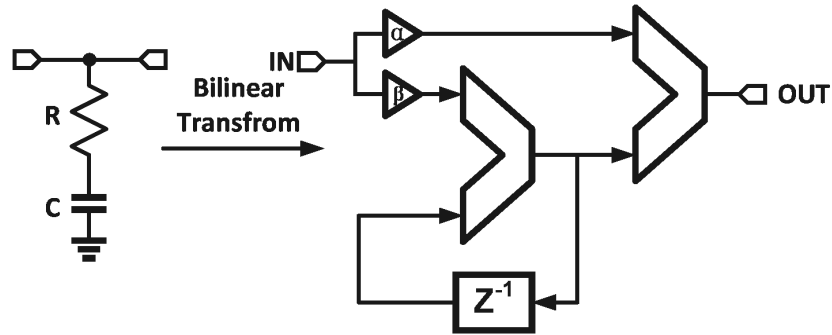 IN
α
β
Bilinear
Transfrom
R
C
OUT
Z⁻¹